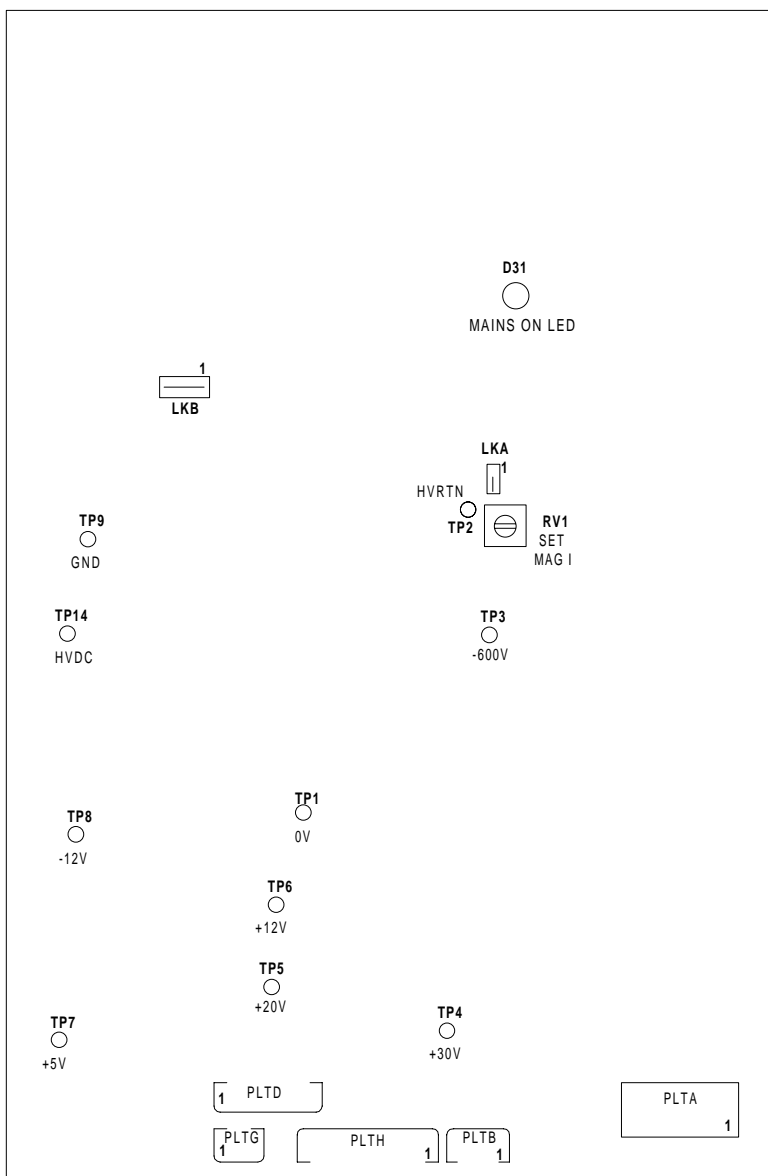 D31
MAINS ON LED
1
LKB
LKA
1
HVRTN
TP2
RV1
SET
MAG I
TP9
GND
TP14
HVDC
TP3
-600V
TP1
0V
TP8
-12V
TP6
+12V
TP5
+20V
TP7
+5V
TP4
+30V
1 PLTD
PLTA
1
PLTG
1
PLTH
1
PLTB
1